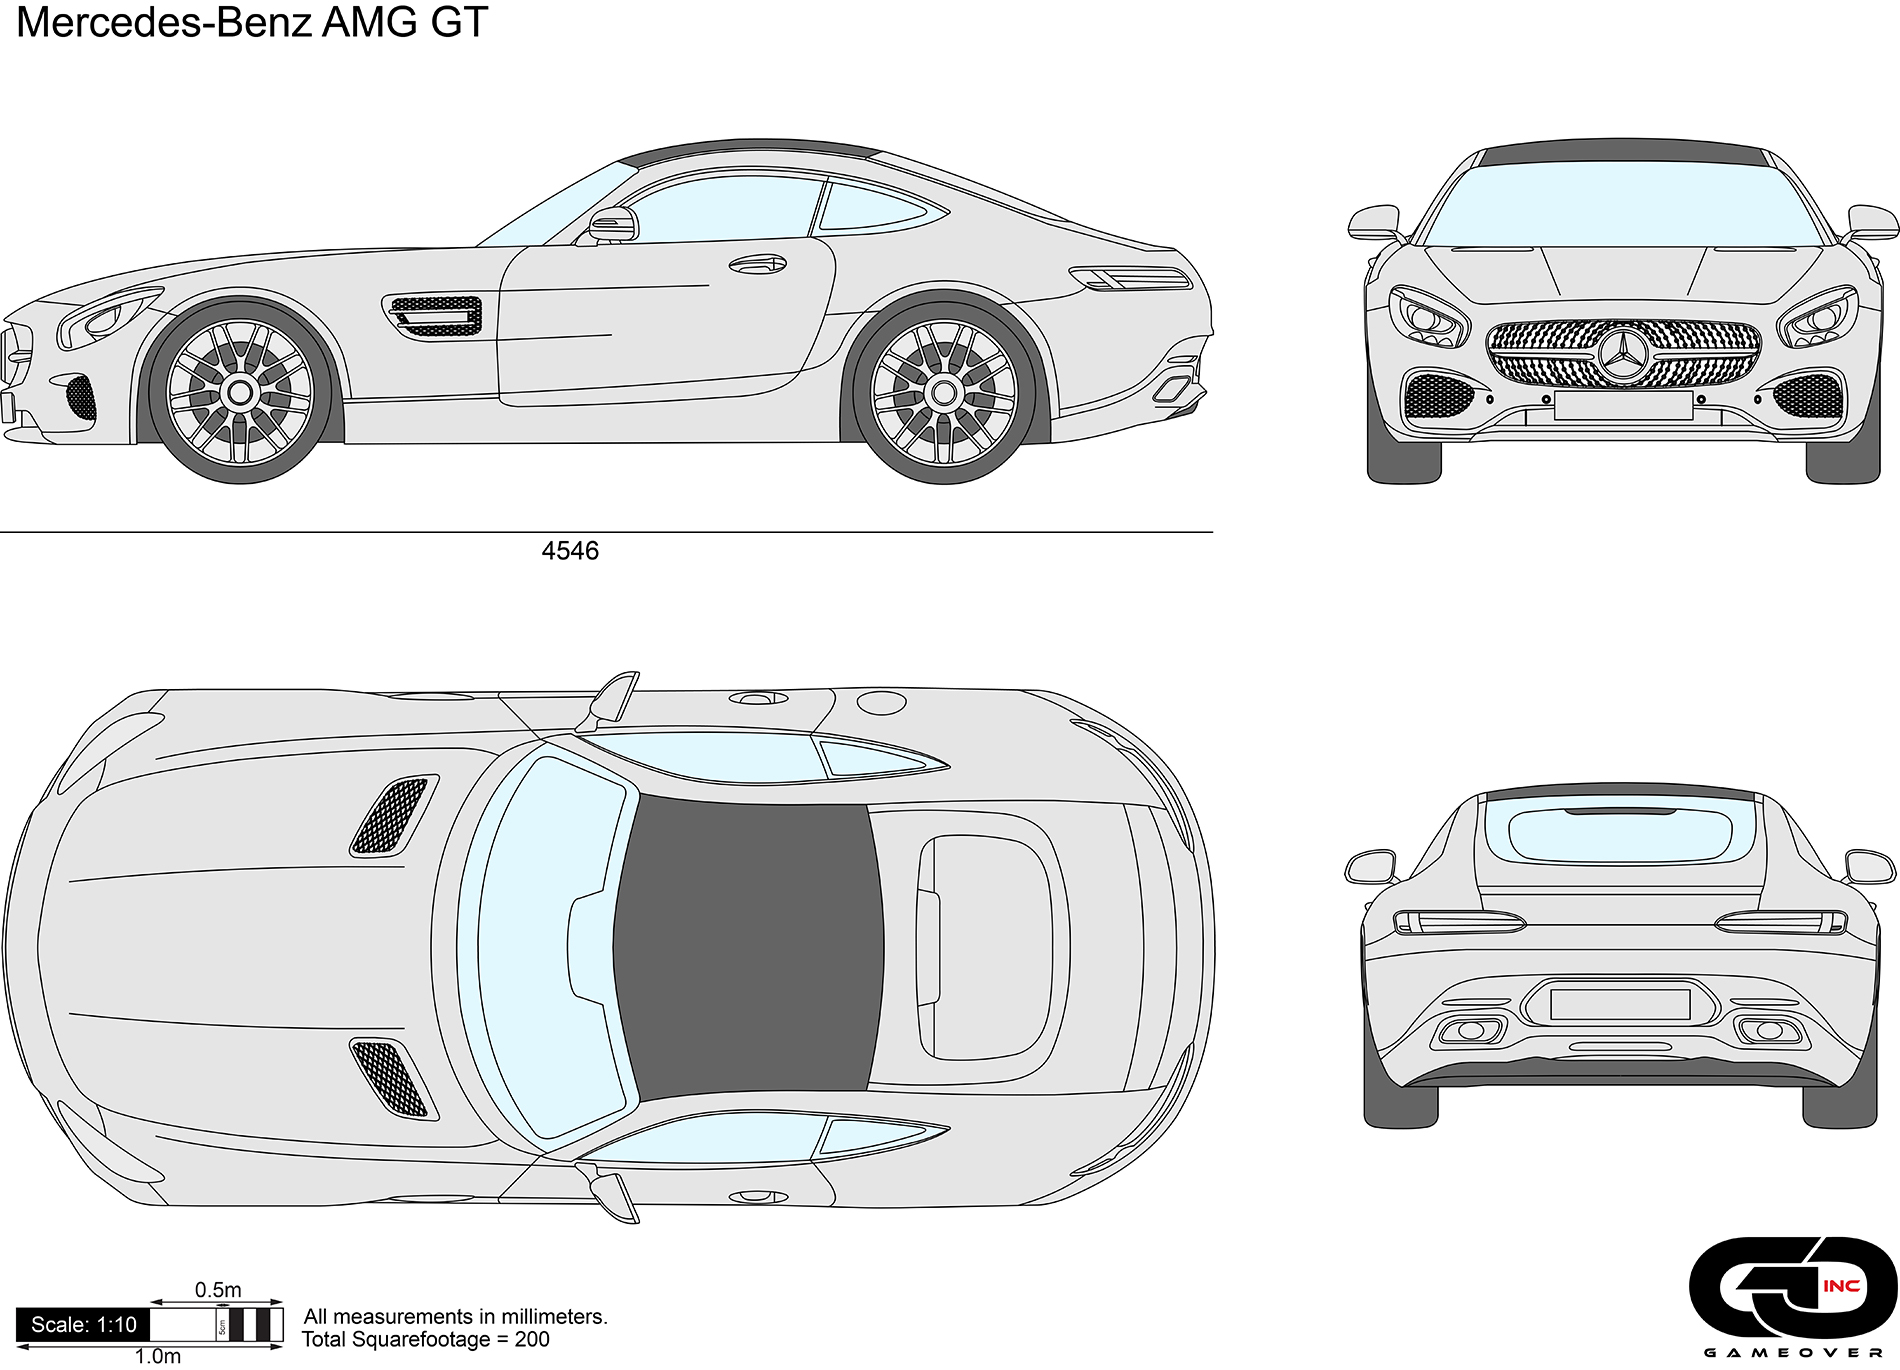 Mercedes-Benz AMG GT
4546
0.5m
Scale: 1:10
5cm
All measurements in millimeters.
Total Squarefootage = 200
1.0m
INC
GAMEOVER